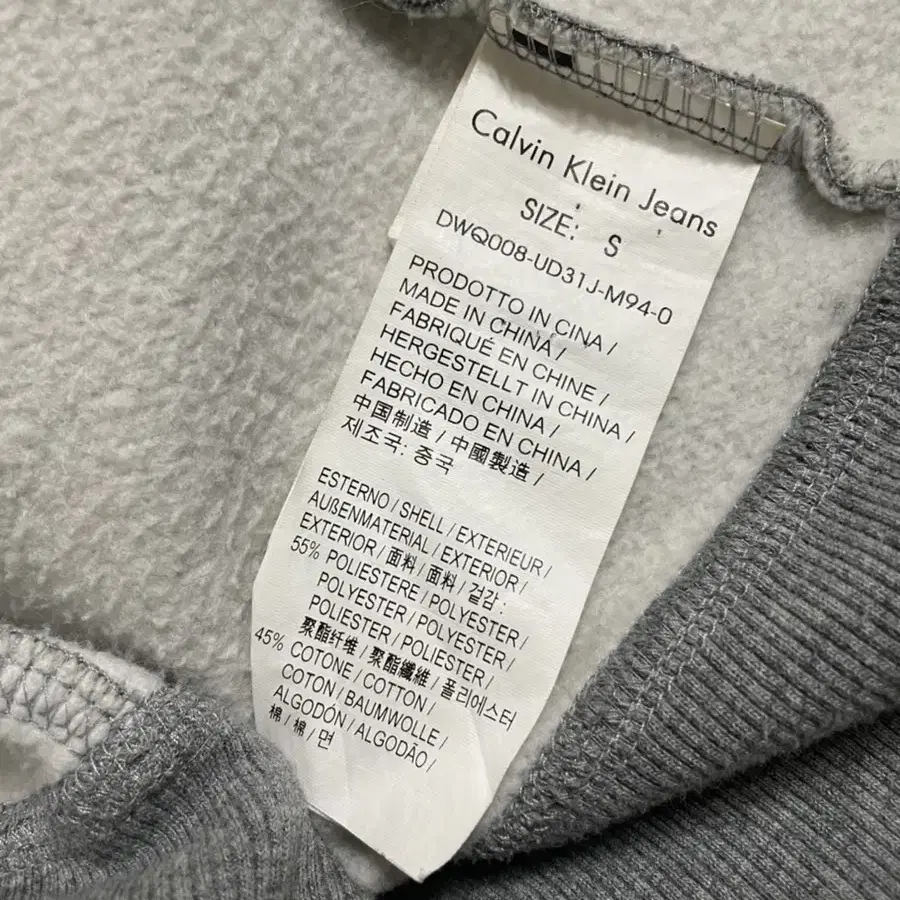 Calvin Klein Jeans
SIZE: S
DWQ008-UD31J-M94-0
PRODOTTO IN CINA /
MADE IN CHINA /
FABRIQUÉ EN CHINE /
HERGESTELLT IN CHINA /
HECHO EN CHINA /
FABRICADO EN CHINA /
中国制造 / 中國製造 /
제조국: 중국
ESTERNO / SHELL / EXTERIEUR /
AUßENMATERIAL / EXTERIOR /
EXTERIOR / 面料 / 面料 / 겉감 :
55% POLIESTERE / POLYESTER /
POLYESTER / POLYESTER /
POLIESTER / POLIESTER /
聚酯纤维 / 聚酯纖維 / 폴리에스터
45% COTONE / COTTON /
COTON / BAUMWOLLE /
ALGODÓN / ALGODÃO /
棉 / 棉 / 면